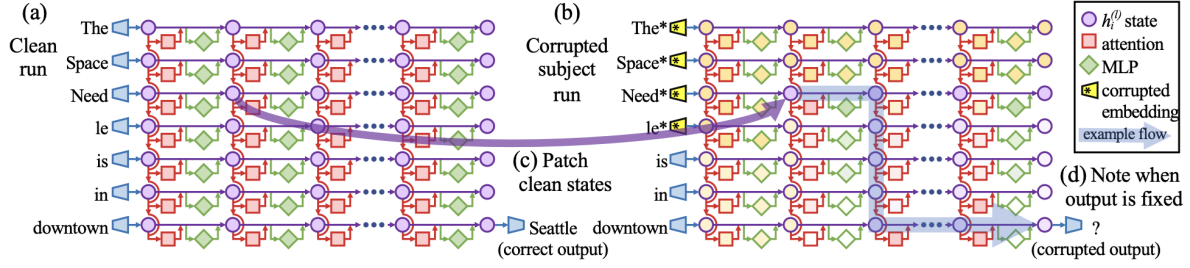 (a)
Clean
run
The
Space
Need
le
is
in
downtown
Seattle
(correct output)
(c) Patch
clean states
(b)
Corrupted
subject
run
The*
Space*
Need*
le*
is
in
downtown
*
*
*
*
?
(corrupted output)
(d) Note when
output is fixed
h_i^(l) state
attention
MLP
*
corrupted
embedding
example flow